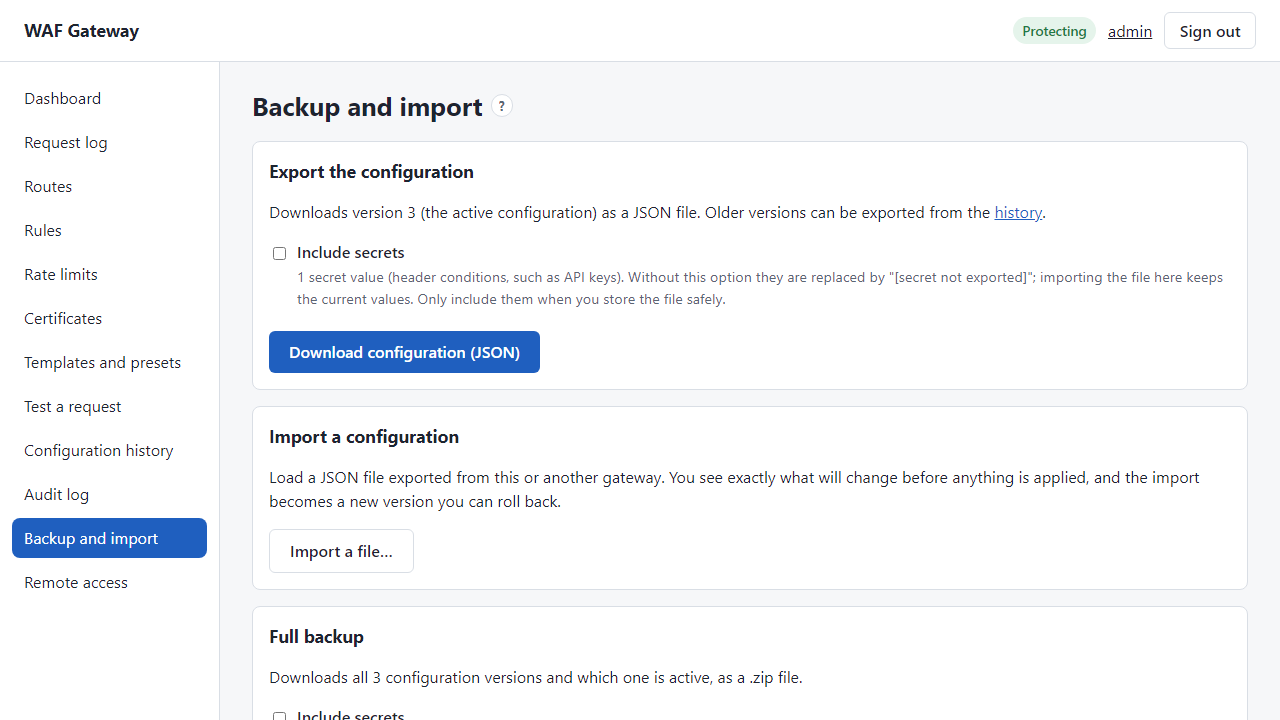 WAF Gateway
Protecting
admin
Sign out
Dashboard
Request log
Routes
Rules
Rate limits
Certificates
Templates and presets
Test a request
Configuration history
Audit log
Backup and import
Remote access
Backup and import ?
Export the configuration
Downloads version 3 (the active configuration) as a JSON file. Older versions can be exported from the history.
Include secrets
1 secret value (header conditions, such as API keys). Without this option they are replaced by "[secret not exported]"; importing the file here keeps
the current values. Only include them when you store the file safely.
Download configuration (JSON)
Import a configuration
Load a JSON file exported from this or another gateway. You see exactly what will change before anything is applied, and the import
becomes a new version you can roll back.
Import a file...
Full backup
Downloads all 3 configuration versions and which one is active, as a .zip file.
Include secrets